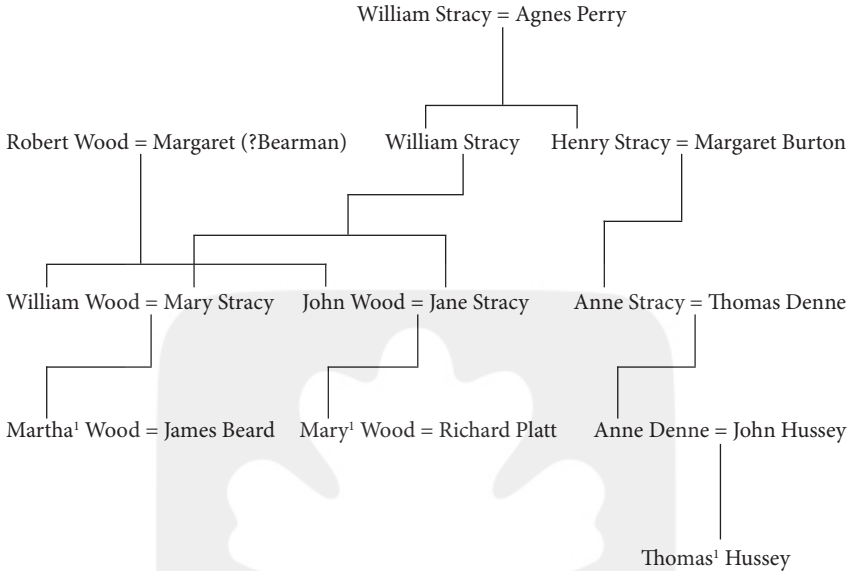 William Stracy = Agnes Perry
Robert Wood = Margaret (?Bearman) William Stracy Henry Stracy = Margaret Burton
William Wood = Mary Stracy John Wood = Jane Stracy Anne Stracy = Thomas Denne
Martha¹ Wood = James Beard Mary¹ Wood = Richard Platt Anne Denne = John Hussey
Thomas¹ Hussey